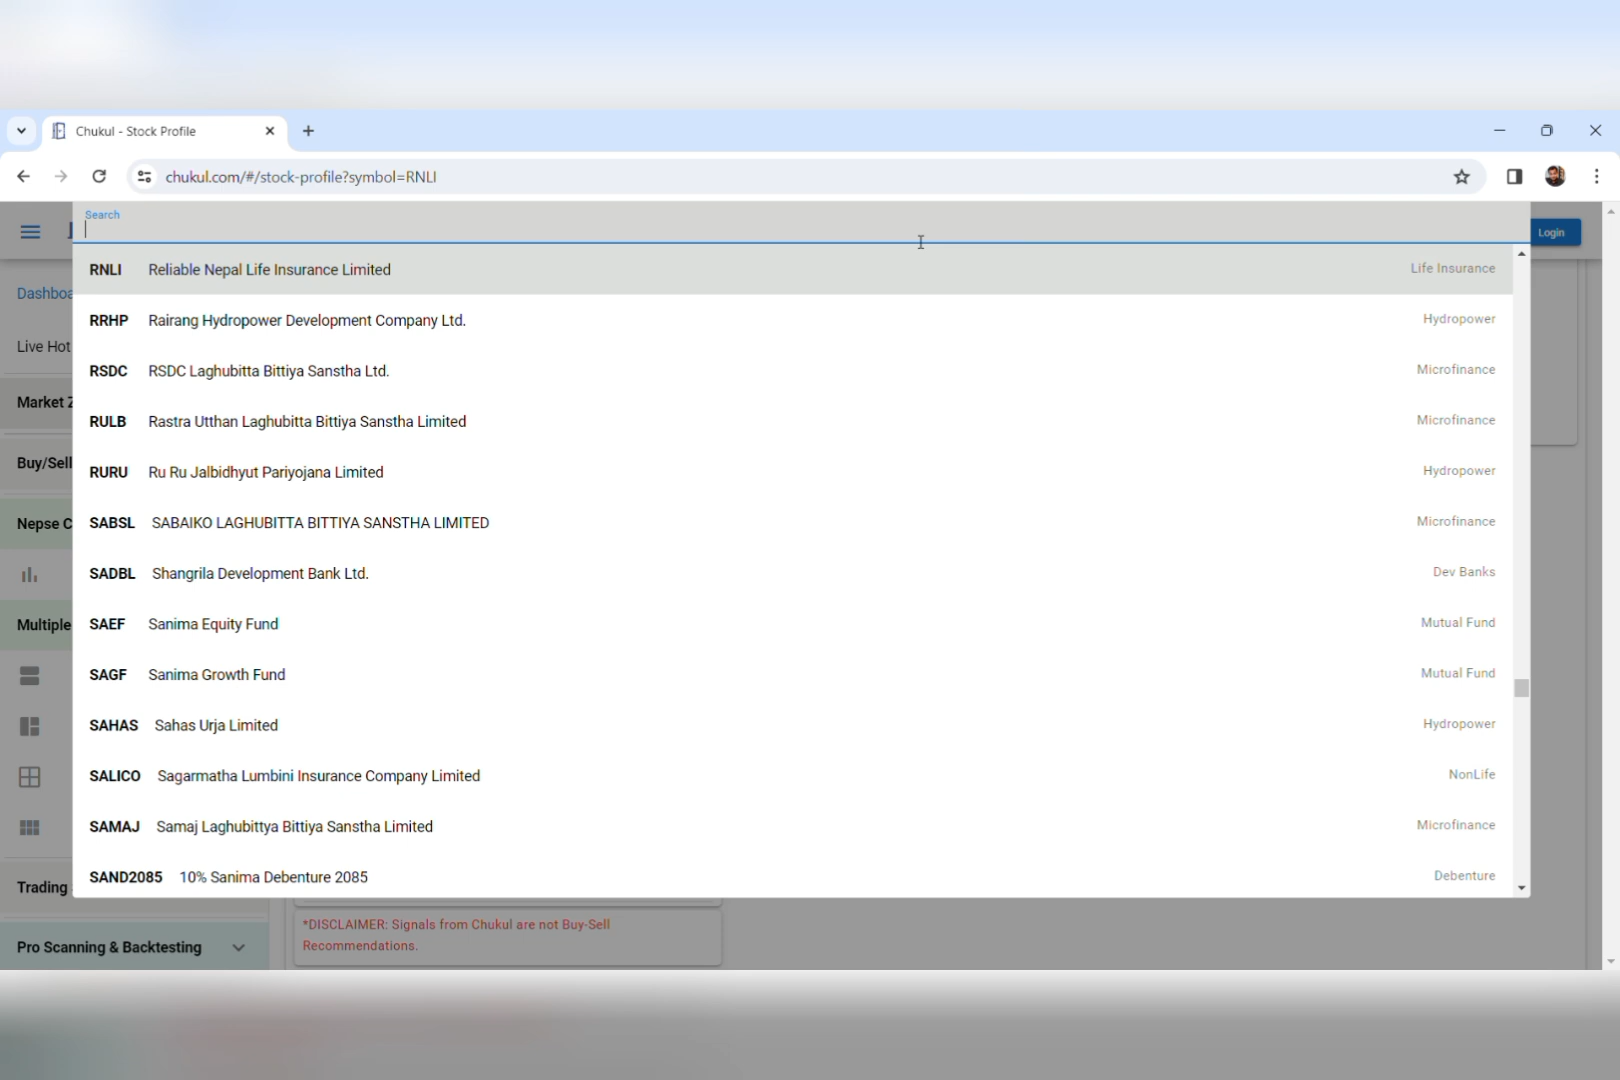 Chukul - Stock Profile
chukul.com/#/stock-profile?symbol=RNLI
Search
Login
RNLI Reliable Nepal Life Insurance Limited Life Insurance
Dashboa
RRHP Rairang Hydropower Development Company Ltd. Hydropower
Live Hot
RSDC RSDC Laghubitta Bittiya Sanstha Ltd. Microfinance
Market
RULB Rastra Utthan Laghubitta Bittiya Sanstha Limited Microfinance
Buy/Sell
RURU Ru Ru Jalbidhyut Pariyojana Limited Hydropower
Nepse C
SABSL SABAIKO LAGHUBITTA BITTIYA SANSTHA LIMITED Microfinance
SADBL Shangrila Development Bank Ltd. Dev Banks
Multiple
SAEF Sanima Equity Fund Mutual Fund
SAGF Sanima Growth Fund Mutual Fund
SAHAS Sahas Urja Limited Hydropower
SALICO Sagarmatha Lumbini Insurance Company Limited NonLife
SAMAJ Samaj Laghubittya Bittiya Sanstha Limited Microfinance
Trading
SAND2085 10% Sanima Debenture 2085 Debenture
*DISCLAIMER: Signals from Chukul are not Buy-Sell
Recommendations.
Pro Scanning & Backtesting